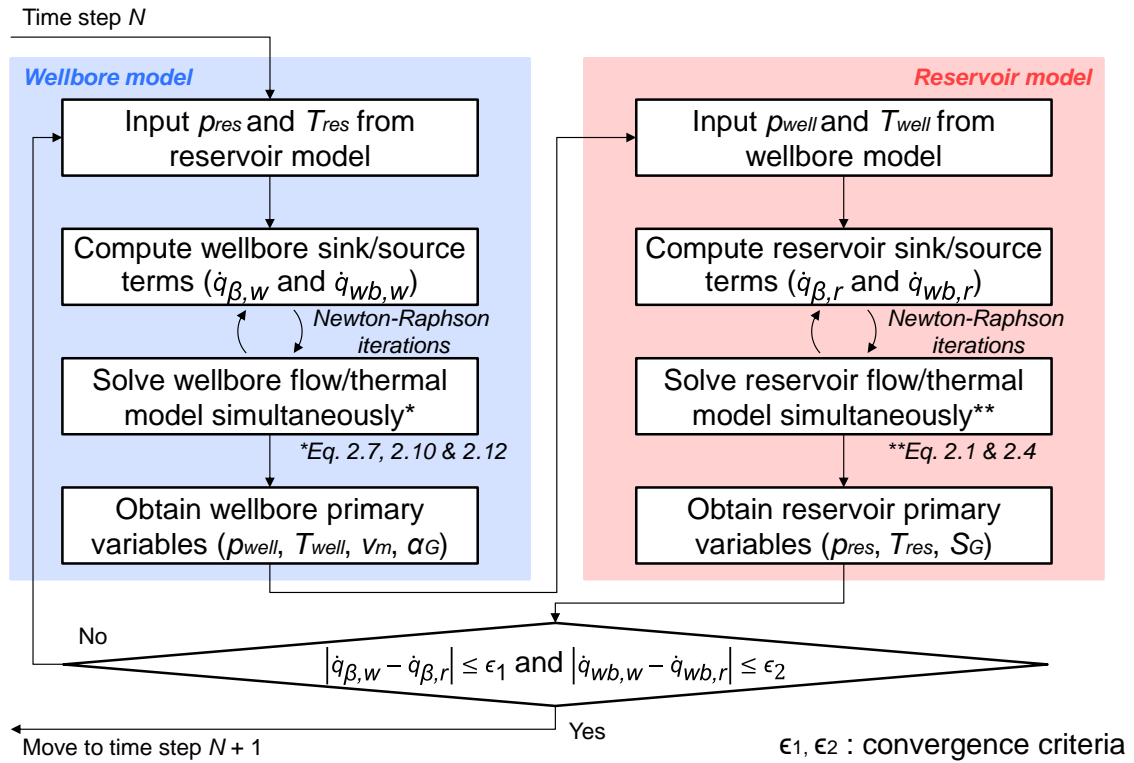 Time step N
Wellbore model
Input pres and Tres from
reservoir model
Compute wellbore sink/source
terms (q̇β,w and q̇wb,w)
Newton-Raphson
iterations
Solve wellbore flow/thermal
model simultaneously*
*Eq. 2.7, 2.10 & 2.12
Obtain wellbore primary
variables (pwell, Twell, vm, αG)
Reservoir model
Input pwell and Twell from
wellbore model
Compute reservoir sink/source
terms (q̇β,r and q̇wb,r)
Newton-Raphson
iterations
Solve reservoir flow/thermal
model simultaneously**
**Eq. 2.1 & 2.4
Obtain reservoir primary
variables (pres, Tres, SG)
No
|q̇β,w − q̇β,r| ≤ ϵ1 and |q̇wb,w − q̇wb,r| ≤ ϵ2
Yes
Move to time step N + 1
ϵ1, ϵ2 : convergence criteria